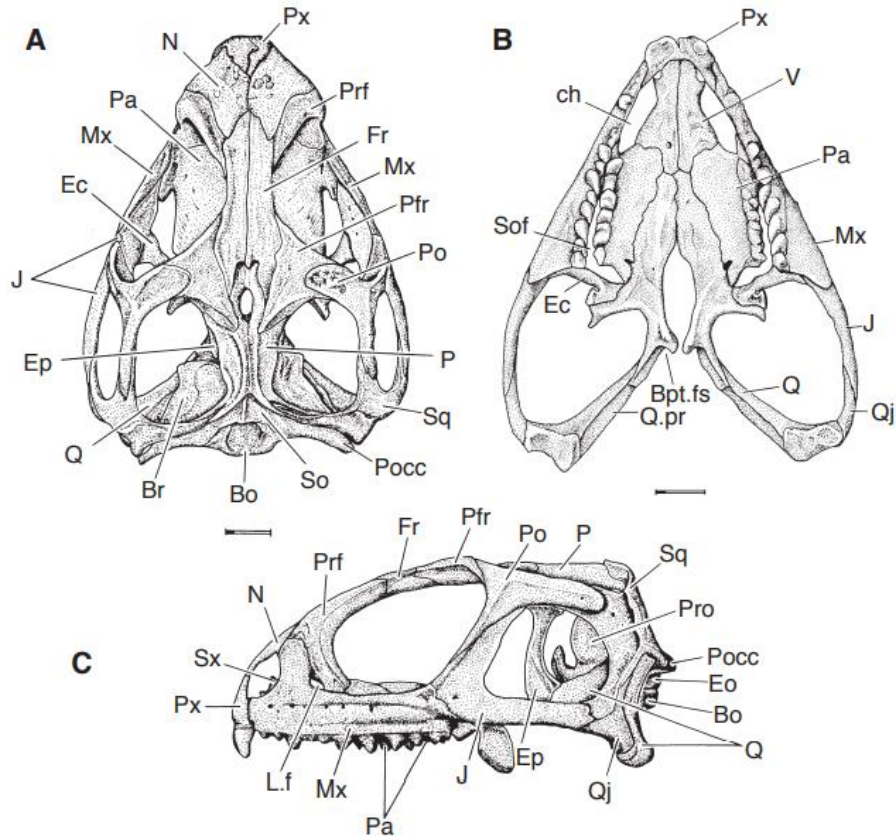 A
Px
N
Prf
Pa
Fr
Mx
Mx
Ec
Pfr
Po
J
Ep
P
Q
Sq
Br
Bo
So
Pocc
B
Px
ch
V
Pa
Sof
Mx
Ec
J
Bpt.fs
Q
Q.pr
Qj
C
N
Prf
Fr
Pfr
Po
P
Sq
Sx
Pro
Px
Pocc
Eo
Bo
L.f
Mx
Pa
J
Ep
Qj
Q